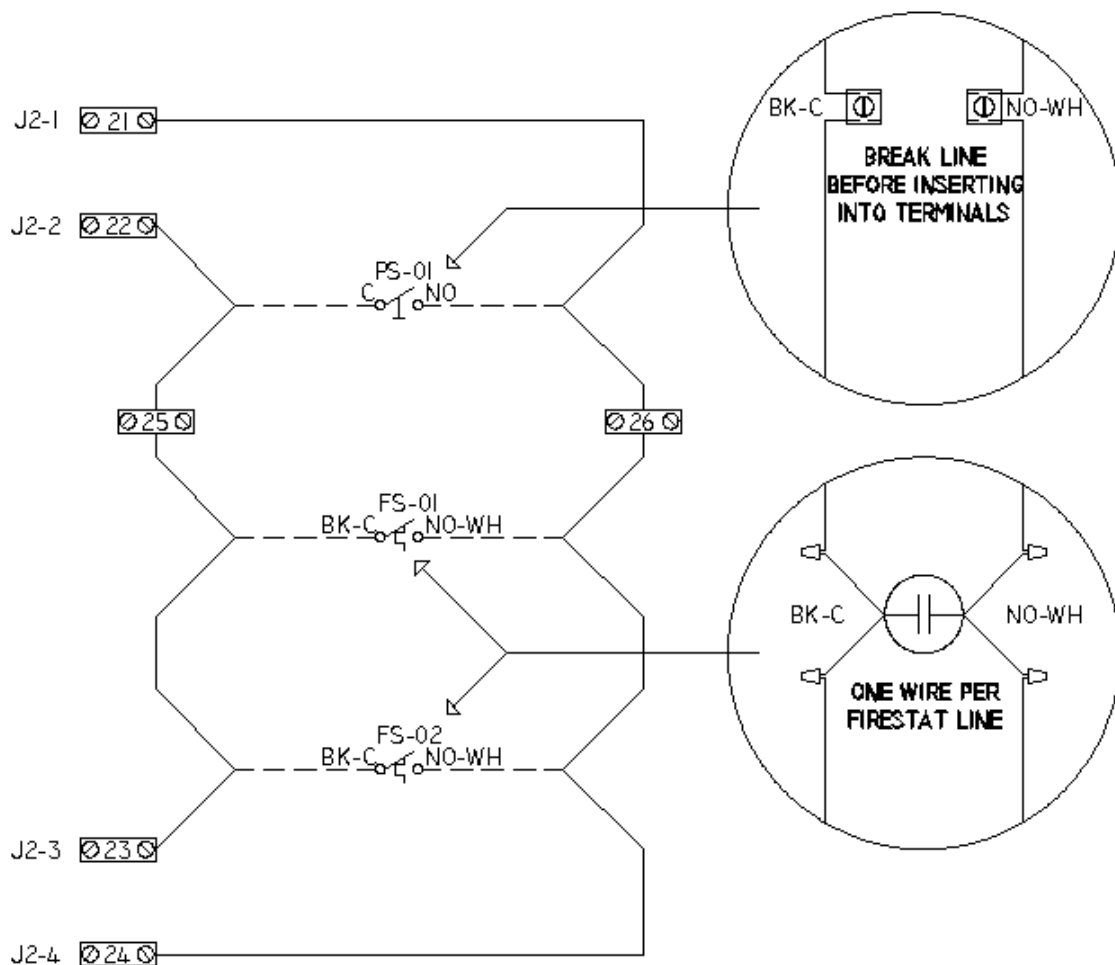 J2-1 21
BK-C NO-WH
BREAK LINE
BEFORE INSERTING
INTO TERMINALS
J2-2 22
PS-01
C NO
25
26
FS-01
BK-C NO-WH
BK-C NO-WH
ONE WIRE PER
FIRESTAT LINE
FS-02
BK-C NO-WH
J2-3 23
J2-4 24